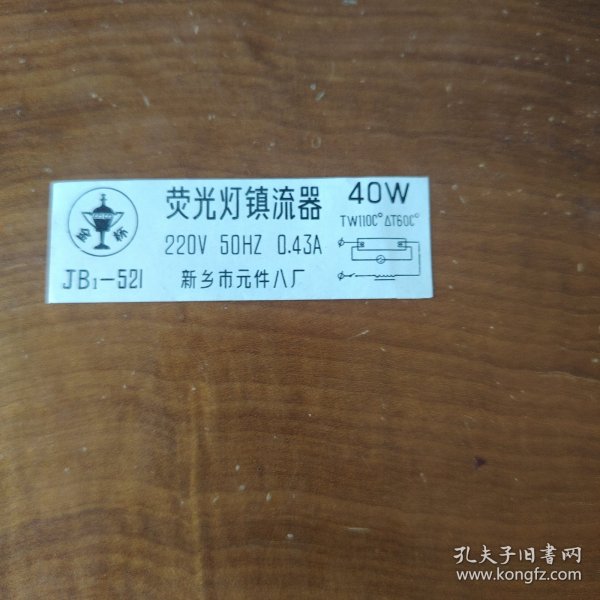 荧光灯镇流器
40W
TW110C° ΔT60C°
220V 50HZ 0.43A
杯
JB₁-521
新乡市元件八厂
孔夫子旧书网
www.kongfz.com